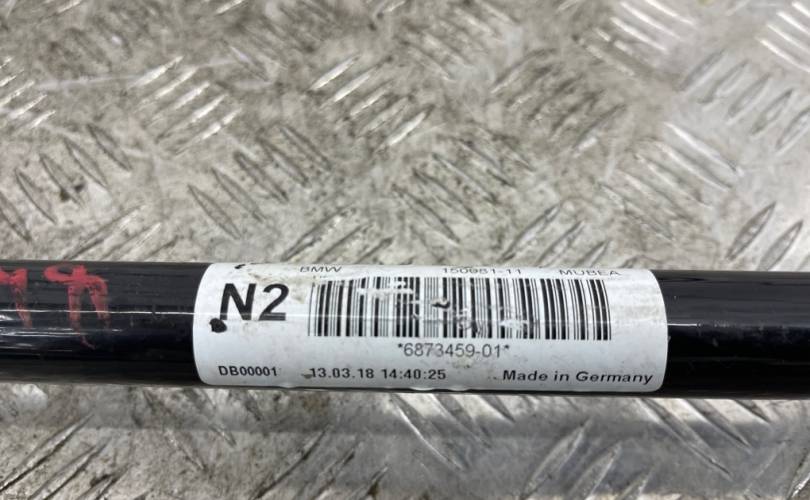 BMW 150981-11 MUBEA
N2
*6873459-01*
DB00001 13.03.18 14:40:25 Made in Germany